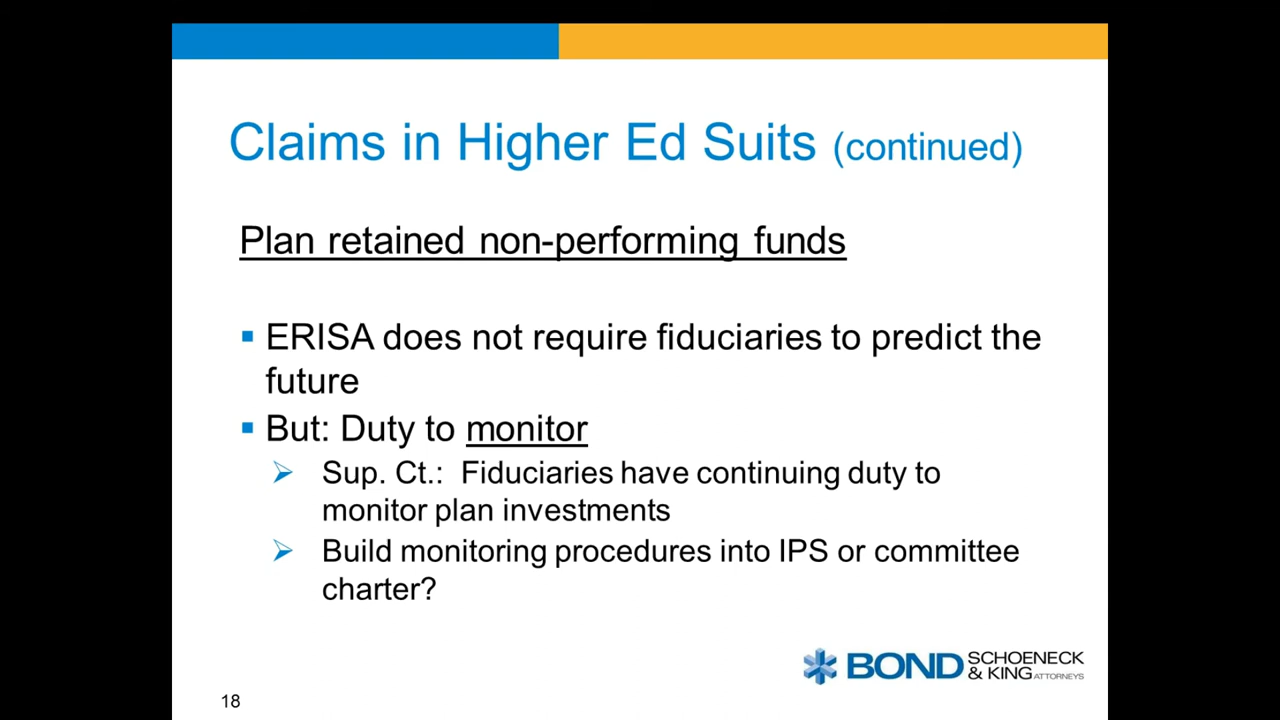 Claims in Higher Ed Suits (continued)
Plan retained non-performing funds
▪ ERISA does not require fiduciaries to predict the
future
▪ But: Duty to monitor
➢ Sup. Ct.: Fiduciaries have continuing duty to
monitor plan investments
➢ Build monitoring procedures into IPS or committee
charter?
BOND SCHOENECK
& KING ATTORNEYS
18